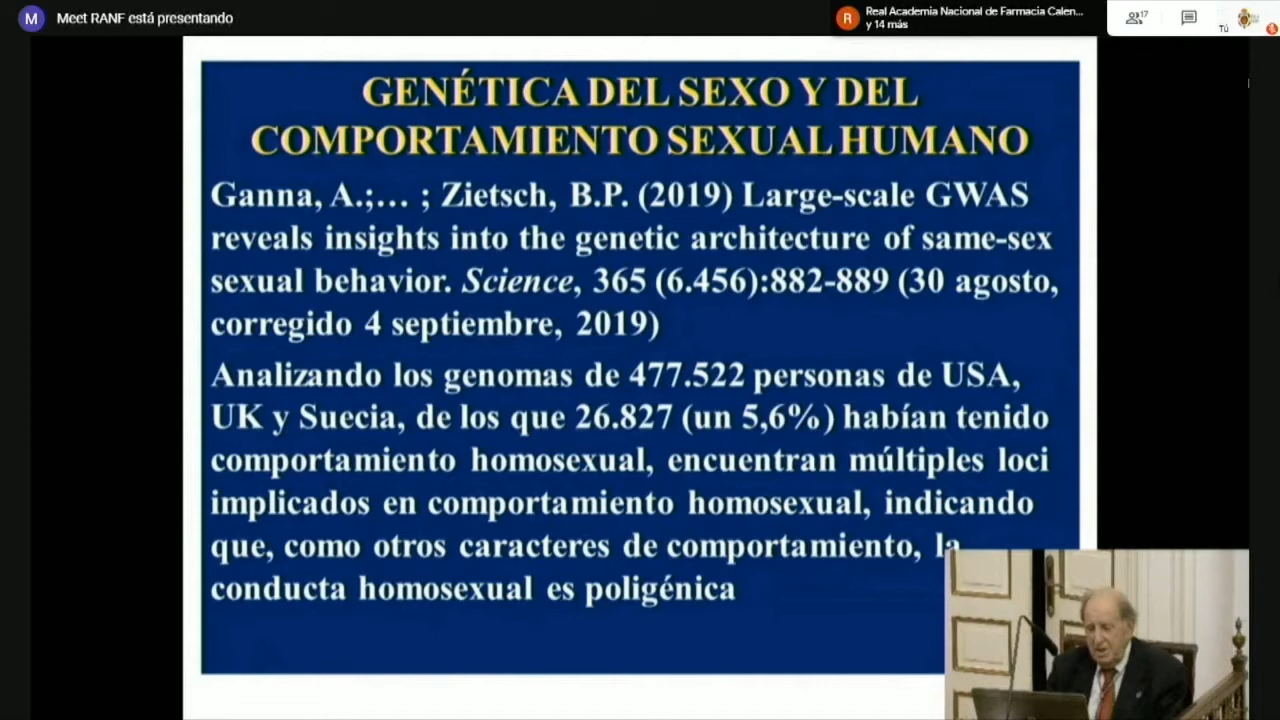 M Meet RANF está presentando
R Real Academia Nacional de Farmacia Calen...
y 14 más
17
Tú
GENÉTICA DEL SEXO Y DEL
COMPORTAMIENTO SEXUAL HUMANO
Ganna, A.;... ; Zietsch, B.P. (2019) Large-scale GWAS
reveals insights into the genetic architecture of same-sex
sexual behavior. Science, 365 (6.456):882-889 (30 agosto,
corregido 4 septiembre, 2019)
Analizando los genomas de 477.522 personas de USA,
UK y Suecia, de los que 26.827 (un 5,6%) habían tenido
comportamiento homosexual, encuentran múltiples loci
implicados en comportamiento homosexual, indicando
que, como otros caracteres de comportamiento, la
conducta homosexual es poligénica